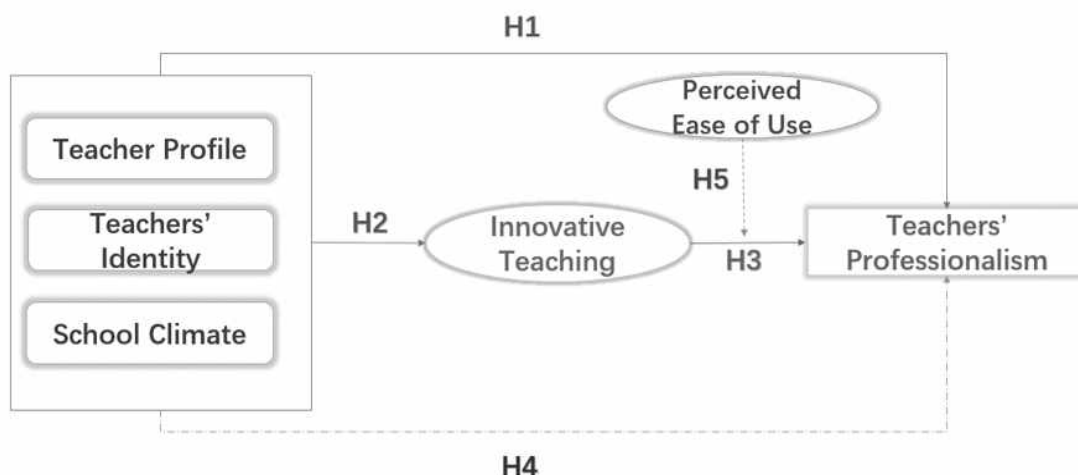 H1
Perceived
Ease of Use
Teacher Profile
H5
Teachers’
Identity
H2
Innovative
Teaching
H3
Teachers’
Professionalism
School Climate
H4